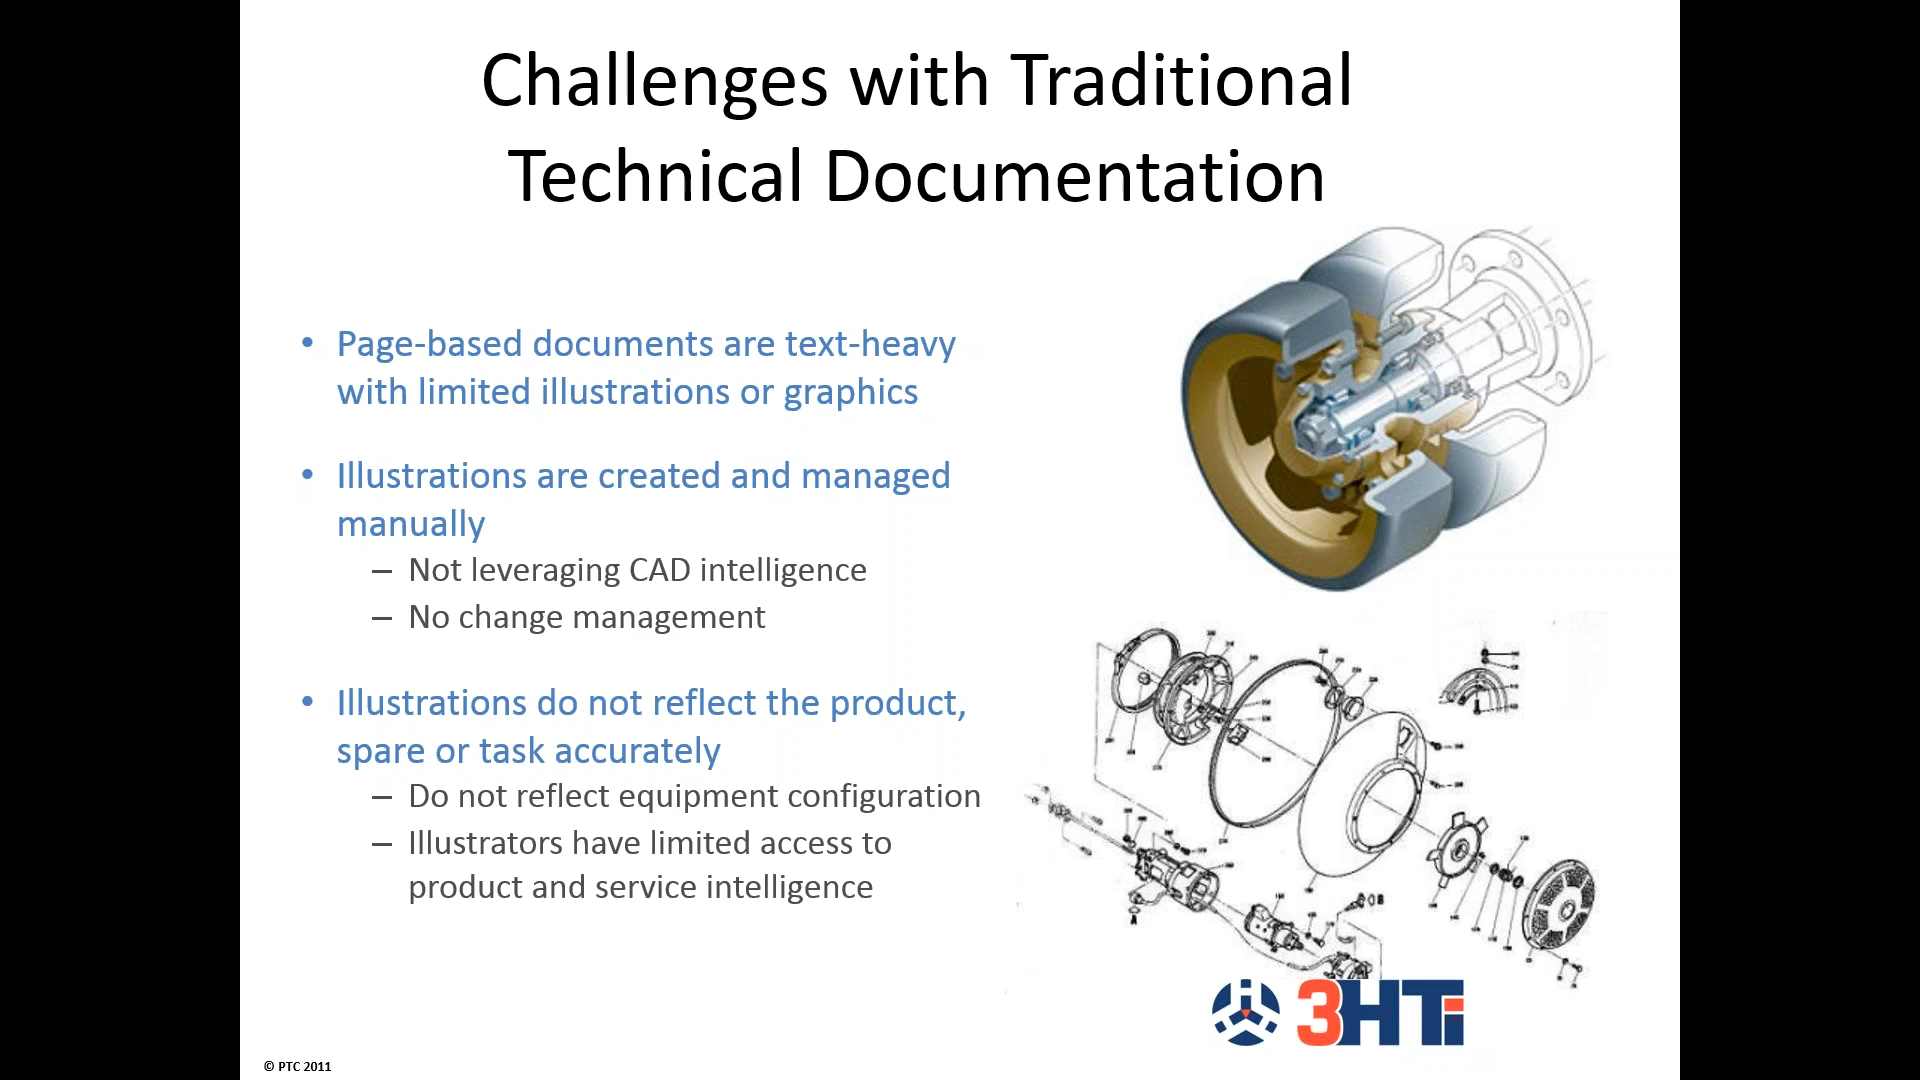 Challenges with Traditional
Technical Documentation
• Page-based documents are text-heavy
with limited illustrations or graphics
• Illustrations are created and managed
manually
– Not leveraging CAD intelligence
– No change management
• Illustrations do not reflect the product,
spare or task accurately
– Do not reflect equipment configuration
– Illustrators have limited access to
product and service intelligence
A
B
3HTi
© PTC 2011